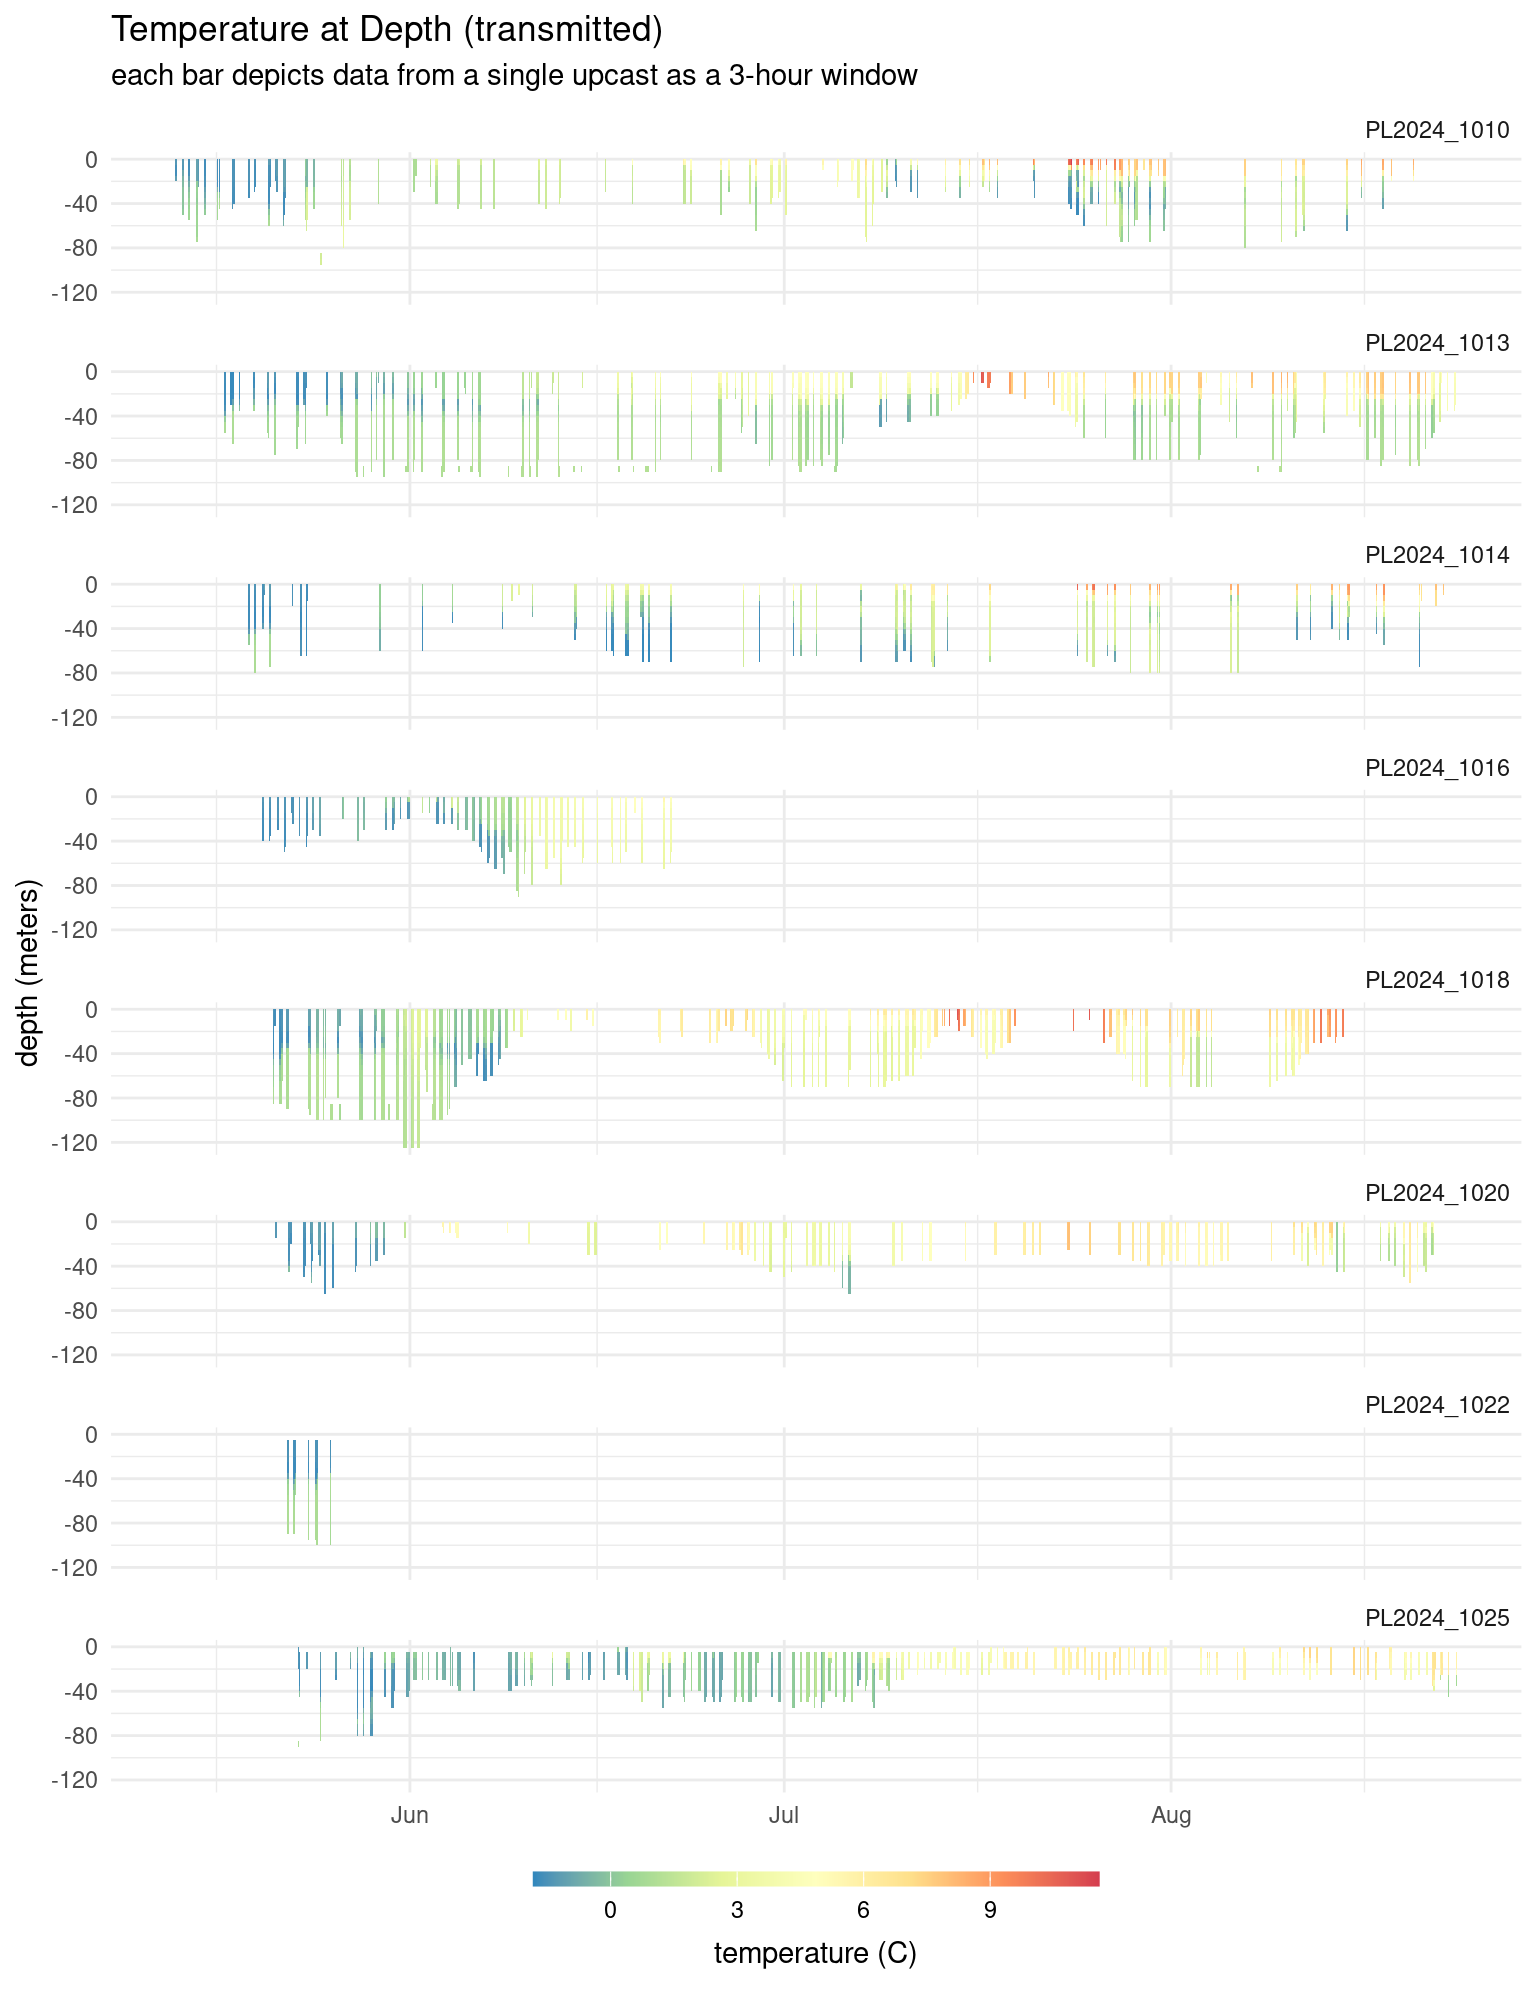 Temperature at Depth (transmitted)
each bar depicts data from a single upcast as a 3-hour window
PL2024_1010
0
-40
-80
-120
PL2024_1013
0
-40
-80
-120
PL2024_1014
0
-40
-80
-120
PL2024_1016
0
-40
-80
-120
depth (meters)
PL2024_1018
0
-40
-80
-120
PL2024_1020
0
-40
-80
-120
PL2024_1022
0
-40
-80
-120
PL2024_1025
0
-40
-80
-120
Jun Jul Aug
0 3 6 9
temperature (C)